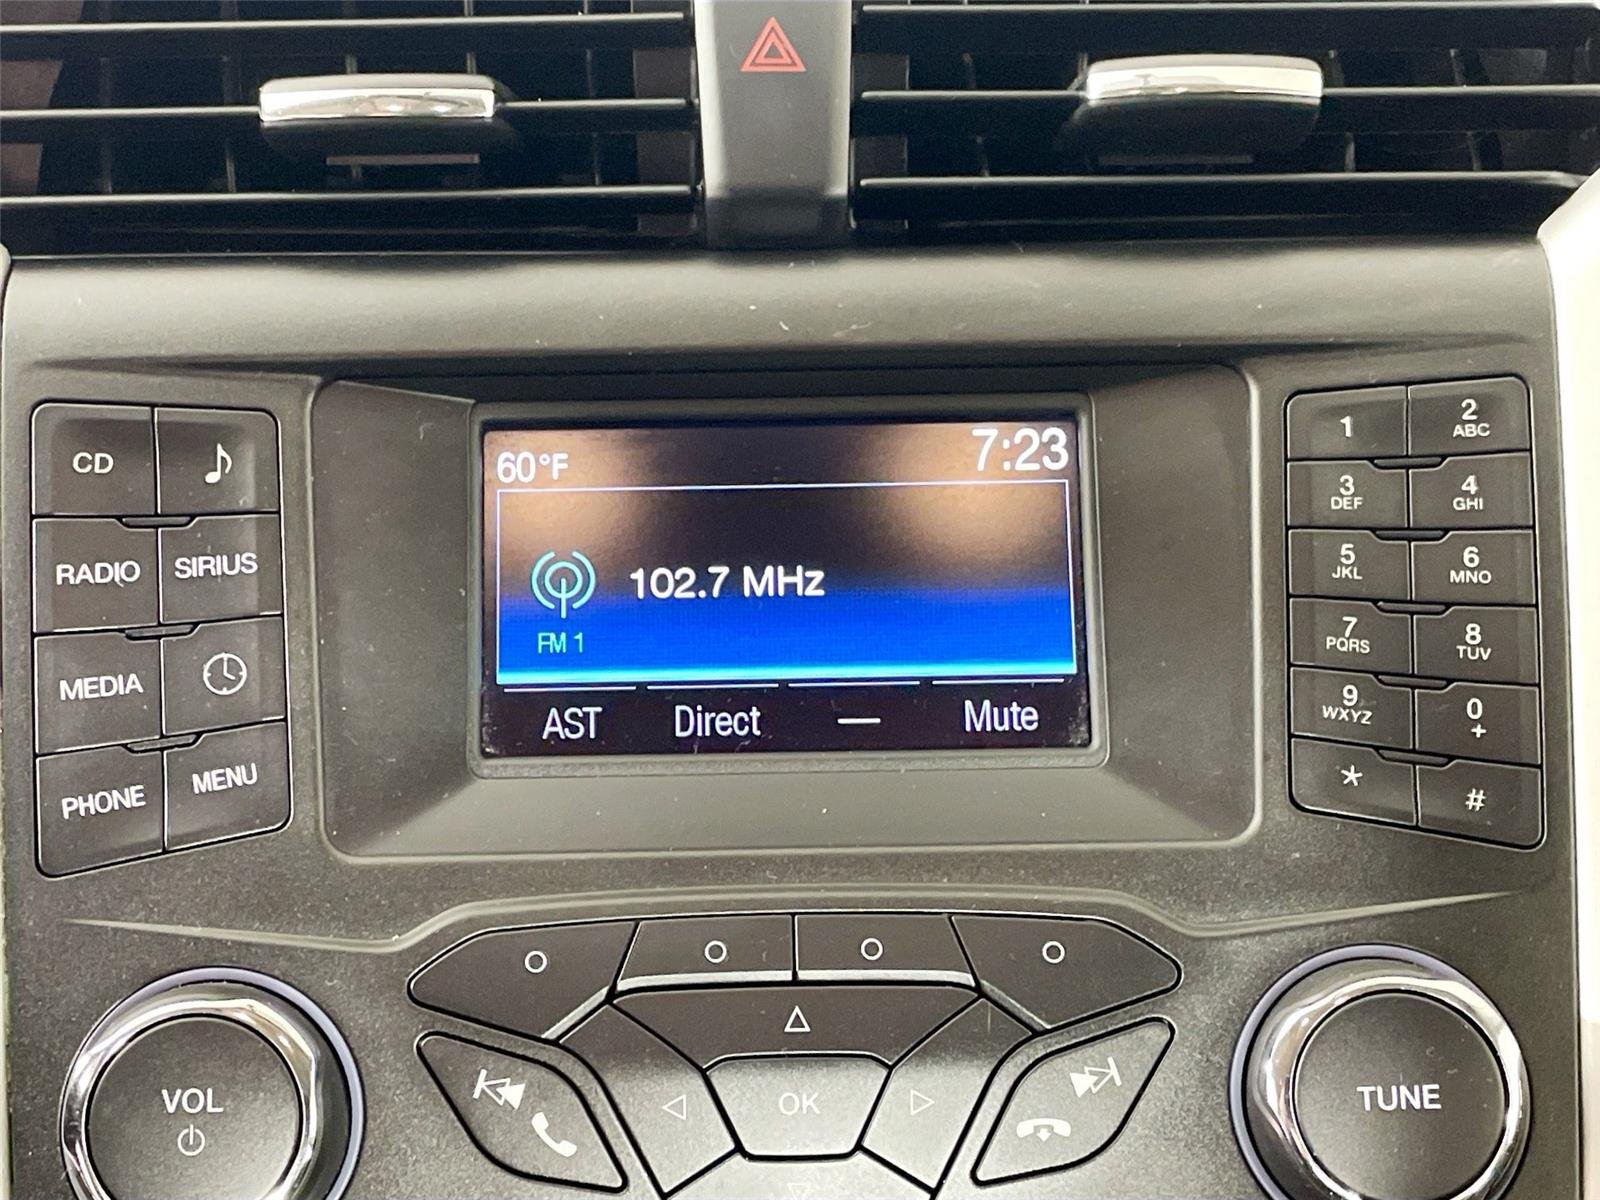 60°F 7:23
102.7 MHz
FM 1
AST Direct — Mute
CD
RADIO SIRIUS
MEDIA
PHONE MENU
1 2 ABC
3 DEF 4 GHI
5 JKL 6 MNO
7 PQRS 8 TUV
9 WXYZ 0 +
* #
VOL
OK
TUNE